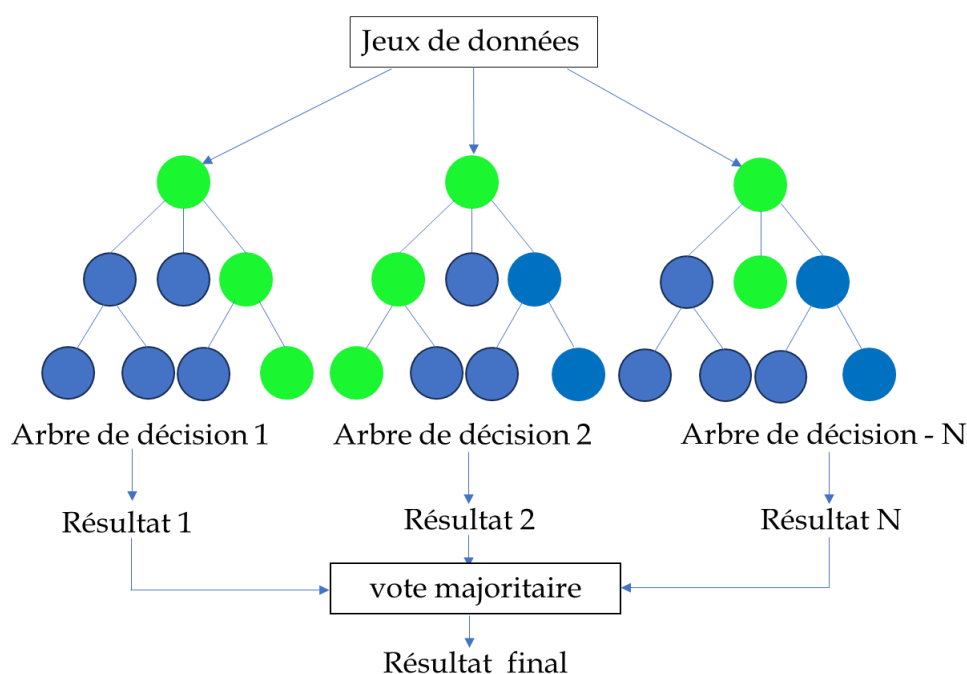 Jeux de données
Arbre de décision 1
Arbre de décision 2
Arbre de décision - N
Résultat 1
Résultat 2
Résultat N
vote majoritaire
Résultat final